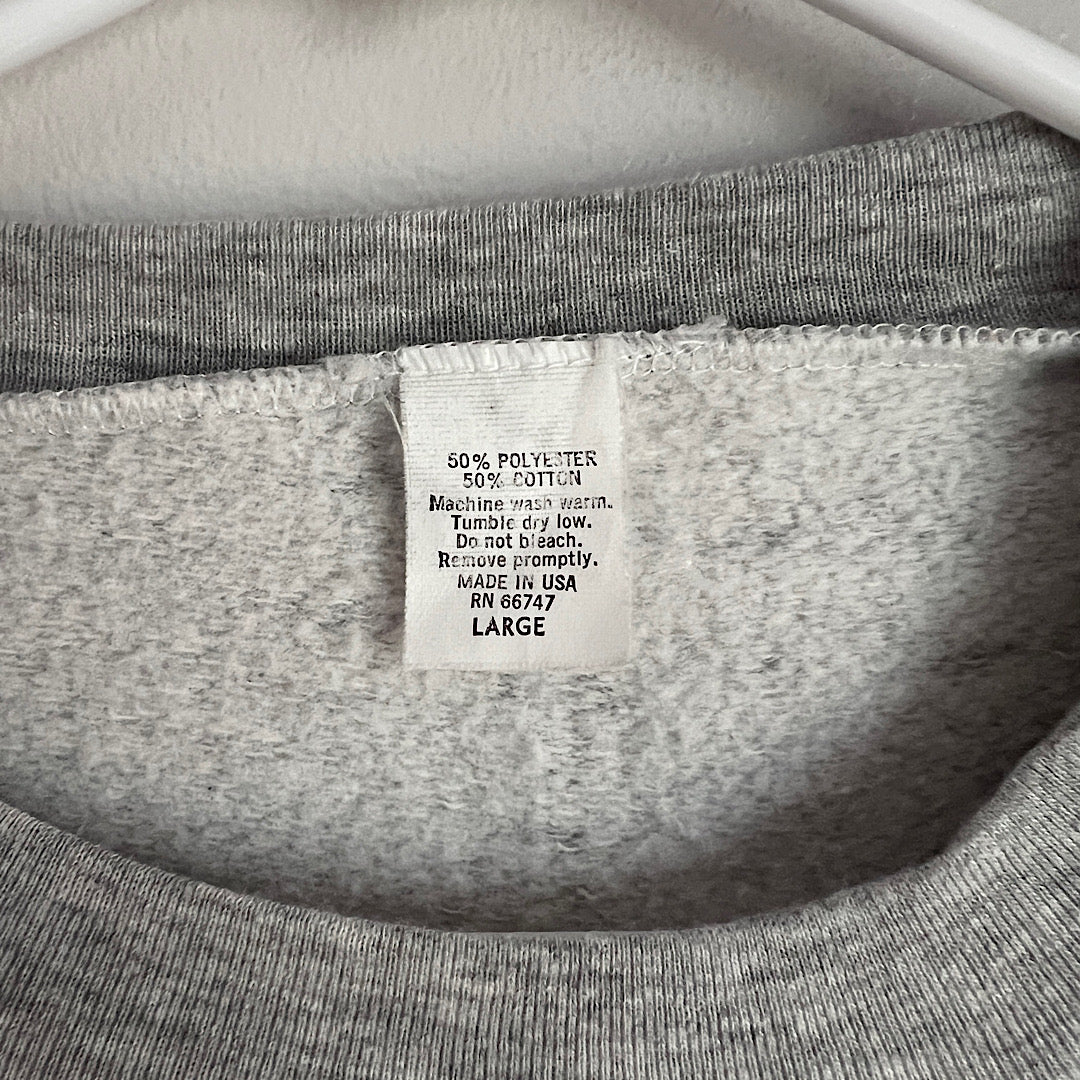 50% POLYESTER
50% COTTON
Machine wash warm.
Tumble dry low.
Do not bleach.
Remove promptly.
MADE IN USA
RN 66747
LARGE